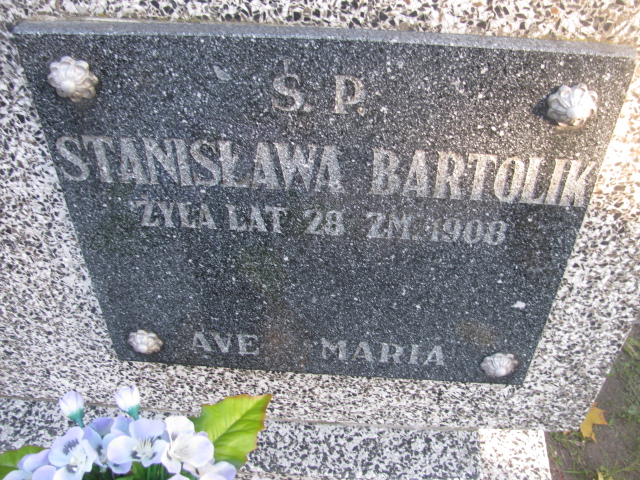 Ś. P.
STANISŁAWA BARTOLIK
ŻYŁA LAT 28 ZM. 1908
AVE MARIA